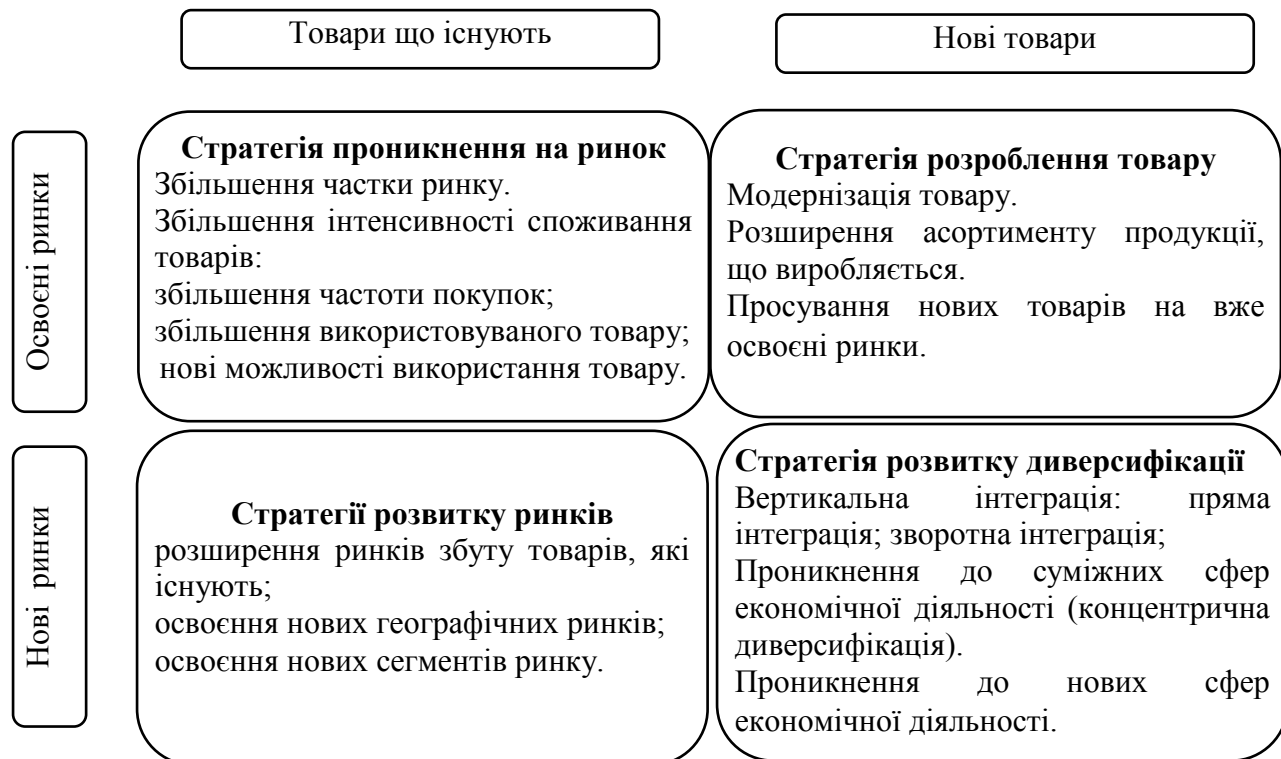 Товари що існують
Нові товари
Освоєні ринки
Стратегія проникнення на ринок
Збільшення частки ринку.
Збільшення інтенсивності споживання
товарів:
збільшення частоти покупок;
збільшення використовуваного товару;
нові можливості використання товару.
Стратегія розроблення товару
Модернізація товару.
Розширення асортименту продукції,
що виробляється.
Просування нових товарів на вже
освоєні ринки.
Нові ринки
Стратегії розвитку ринків
розширення ринків збуту товарів, які
існують;
освоєння нових географічних ринків;
освоєння нових сегментів ринку.
Стратегія розвитку диверсифікації
Вертикальна інтеграція: пряма
інтеграція; зворотна інтеграція;
Проникнення до суміжних сфер
економічної діяльності (концентрична
диверсифікація).
Проникнення до нових сфер
економічної діяльності.